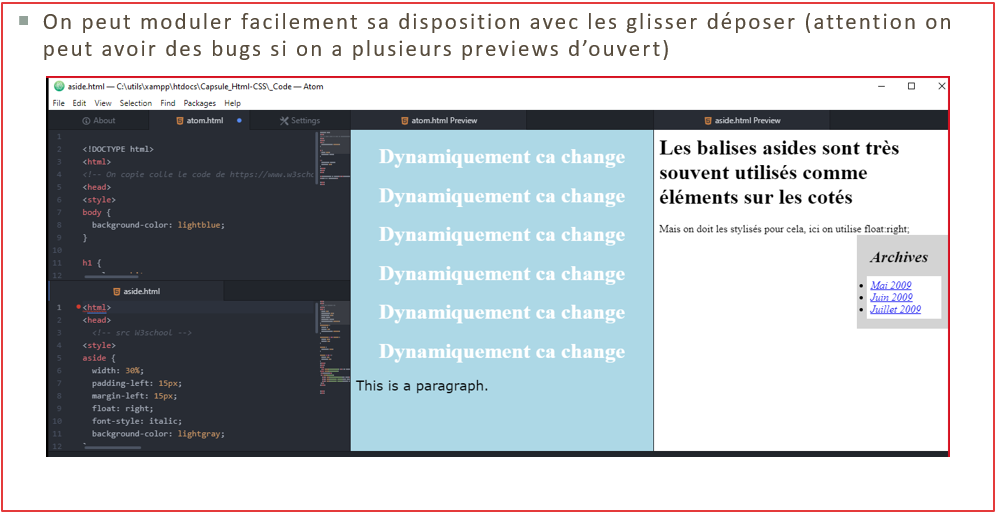 On peut moduler facilement sa disposition avec les glisser déposer (attention on
peut avoir des bugs si on a plusieurs previews d'ouvert)
aside.html — C:\utils\xampp\htdocs\Capsule_Html-CSS\_Code — Atom
File Edit View Selection Find Packages Help
About
atom.html
Settings
1
2 <!DOCTYPE html>
3 <html>
4 <!-- On copie colle le code de https://www.w3scho
5 <head>
6 <style>
7 body {
8 background-color: lightblue;
9 }
10
11 h1 {
12
aside.html
1 <html>
2 <head>
3 <!-- src W3school -->
4 <style>
5 aside {
6 width: 30%;
7 padding-left: 15px;
8 margin-left: 15px;
9 float: right;
10 font-style: italic;
11 background-color: lightgray;
12
atom.html Preview
Dynamiquement ca change
Dynamiquement ca change
Dynamiquement ca change
Dynamiquement ca change
Dynamiquement ca change
Dynamiquement ca change
This is a paragraph.
aside.html Preview
Les balises asides sont très
souvent utilisés comme
éléments sur les cotés
Mais on doit les stylisés pour cela, ici on utilise float:right;
Archives
Mai 2009
Juin 2009
Juillet 2009